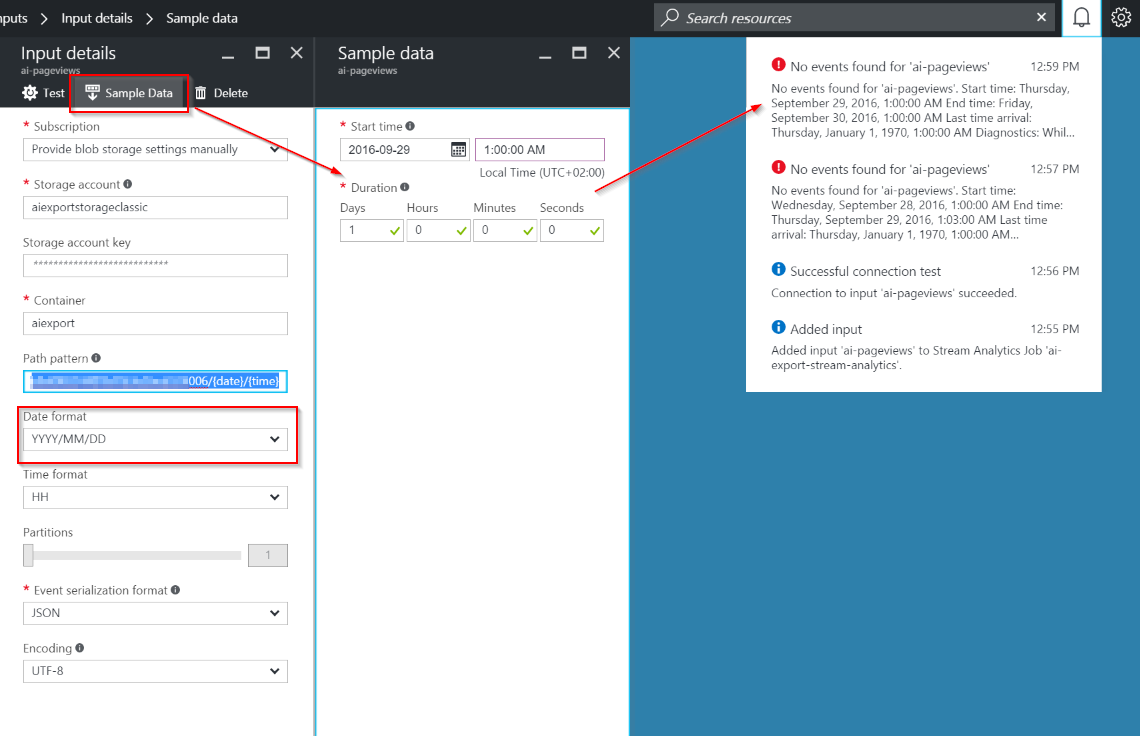 nputs > Input details > Sample data
Search resources
Input details
ai-pageviews
Test
Sample Data
Delete
* Subscription
Provide blob storage settings manually
* Storage account
aiexportstorageclassic
Storage account key
***************************
* Container
aiexport
Path pattern
006/{date}/{time}
Date format
YYYY/MM/DD
Time format
HH
Partitions
1
* Event serialization format
JSON
Encoding
UTF-8
Sample data
ai-pageviews
* Start time
2016-09-29
1:00:00 AM
Local Time (UTC+02:00)
* Duration
Days Hours Minutes Seconds
1 0 0 0
No events found for 'ai-pageviews' 12:59 PM
No events found for 'ai-pageviews'. Start time: Thursday,
September 29, 2016, 1:00:00 AM End time: Friday,
September 30, 2016, 1:00:00 AM Last time arrival:
Thursday, January 1, 1970, 1:00:00 AM Diagnostics: Whil...
No events found for 'ai-pageviews' 12:57 PM
No events found for 'ai-pageviews'. Start time:
Wednesday, September 28, 2016, 1:00:00 AM End time:
Thursday, September 29, 2016, 1:03:00 AM Last time
arrival: Thursday, January 1, 1970, 1:00:00 AM...
Successful connection test 12:56 PM
Connection to input 'ai-pageviews' succeeded.
Added input 12:55 PM
Added input 'ai-pageviews' to Stream Analytics Job 'ai-
export-stream-analytics'.